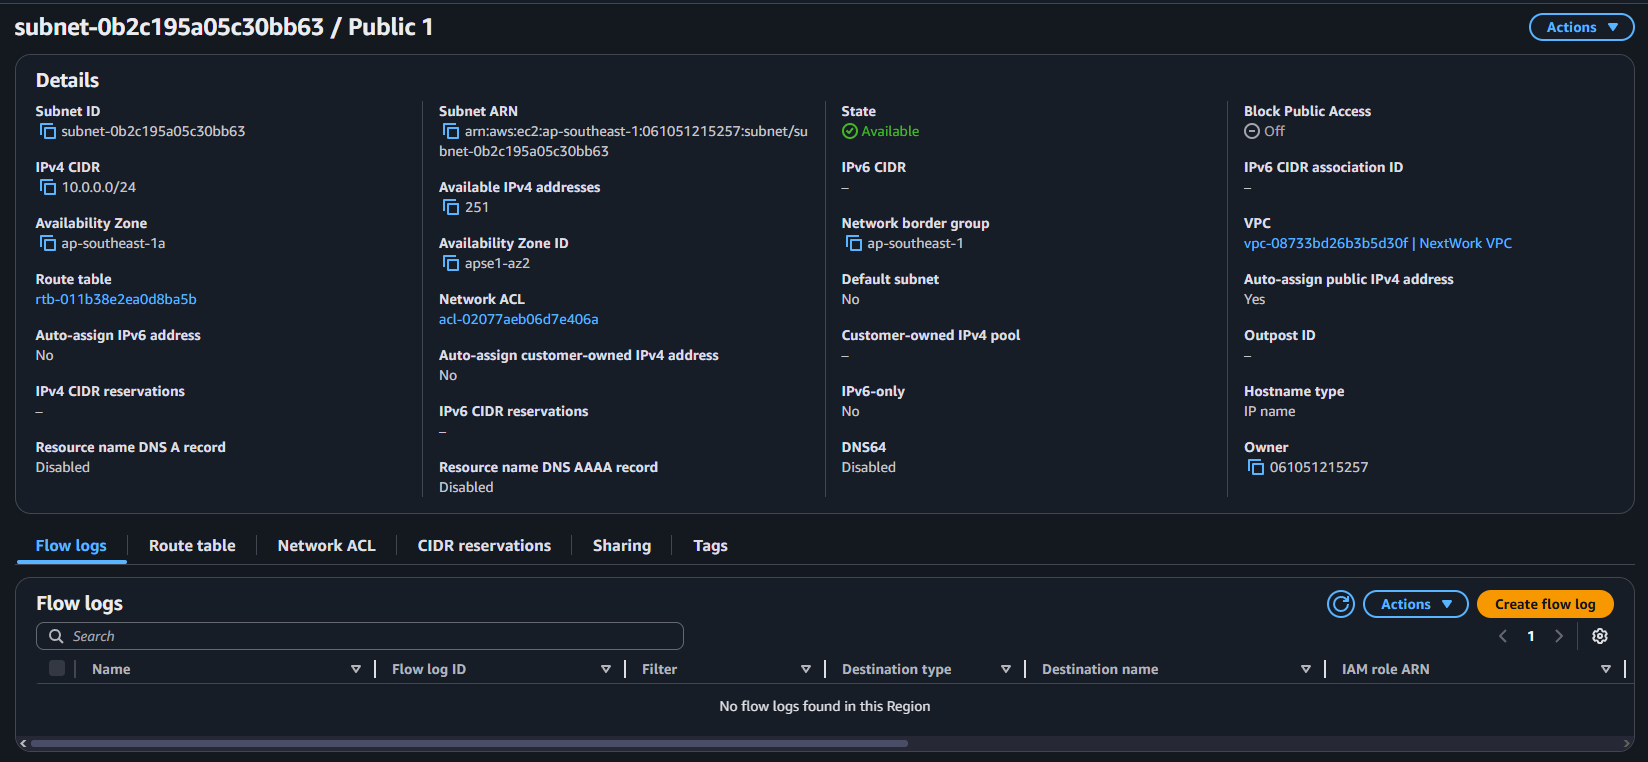 subnet-0b2c195a05c30bb63 / Public 1
Actions
Details
Subnet ID
subnet-0b2c195a05c30bb63
IPv4 CIDR
10.0.0.0/24
Availability Zone
ap-southeast-1a
Route table
rtb-011b38e2ea0d8ba5b
Auto-assign IPv6 address
No
IPv4 CIDR reservations
–
Resource name DNS A record
Disabled
Subnet ARN
arn:aws:ec2:ap-southeast-1:061051215257:subnet/su
bnet-0b2c195a05c30bb63
Available IPv4 addresses
251
Availability Zone ID
apse1-az2
Network ACL
acl-02077aeb06d7e406a
Auto-assign customer-owned IPv4 address
No
IPv6 CIDR reservations
–
Resource name DNS AAAA record
Disabled
State
Available
IPv6 CIDR
–
Network border group
ap-southeast-1
Default subnet
No
Customer-owned IPv4 pool
–
IPv6-only
No
DNS64
Disabled
Block Public Access
Off
IPv6 CIDR association ID
–
VPC
vpc-08733bd26b3b5d30f | NextWork VPC
Auto-assign public IPv4 address
Yes
Outpost ID
–
Hostname type
IP name
Owner
061051215257
Flow logs
Route table
Network ACL
CIDR reservations
Sharing
Tags
Flow logs
Actions
Create flow log
Search
1
Name
Flow log ID
Filter
Destination type
Destination name
IAM role ARN
No flow logs found in this Region